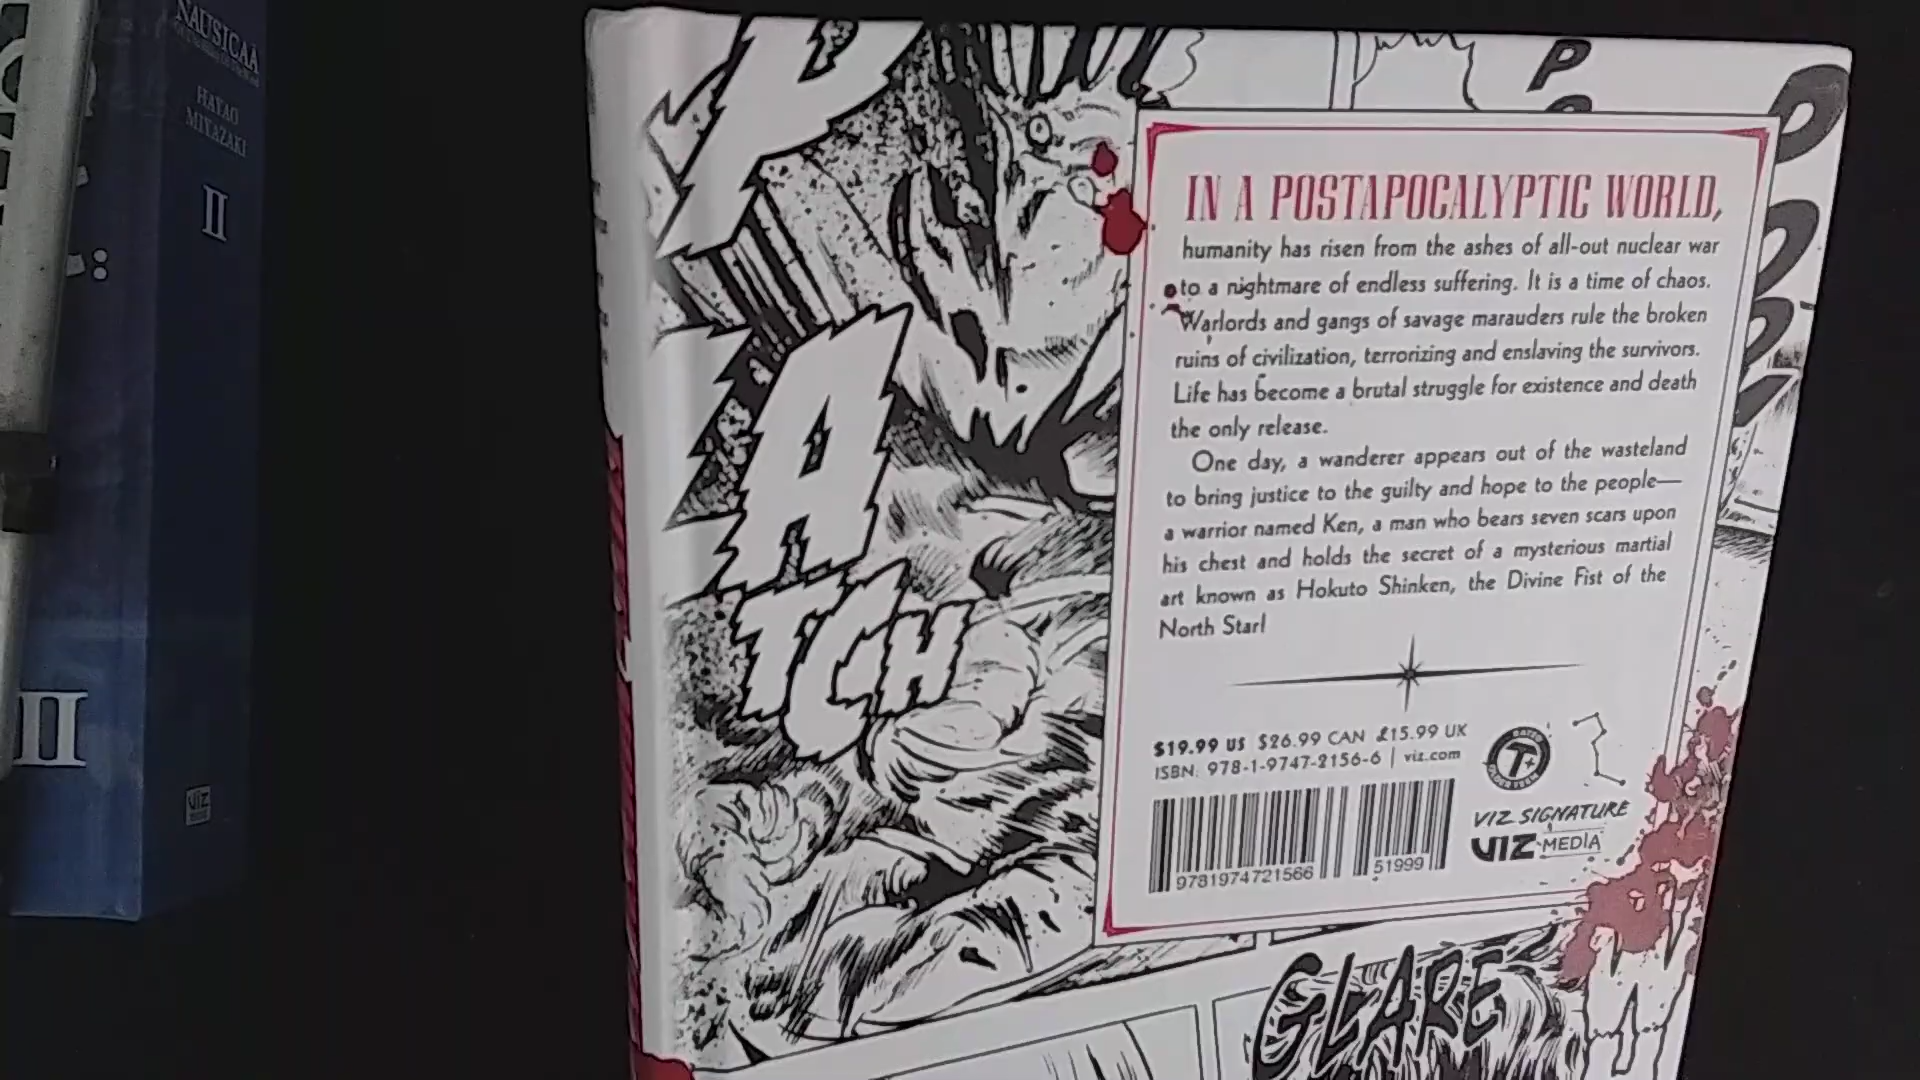 NAUSICAÄ
HAYAO
MIYAZAKI
II
II
VIZ
P
A
TCH
P
P
IN A POSTAPOCALYPTIC WORLD,
humanity has risen from the ashes of all-out nuclear war
to a nightmare of endless suffering. It is a time of chaos.
Warlords and gangs of savage marauders rule the broken
ruins of civilization, terrorizing and enslaving the survivors.
Life has become a brutal struggle for existence and death
the only release.
One day, a wanderer appears out of the wasteland
to bring justice to the guilty and hope to the people—
a warrior named Ken, a man who bears seven scars upon
his chest and holds the secret of a mysterious martial
art known as Hokuto Shinken, the Divine Fist of the
North Star!
$19.99 US $26.99 CAN £15.99 UK
ISBN: 978-1-9747-2156-6 | viz.com
RATED
T+
VIZ SIGNATURE
VIZ MEDIA
9781974721566
51999
GLARE